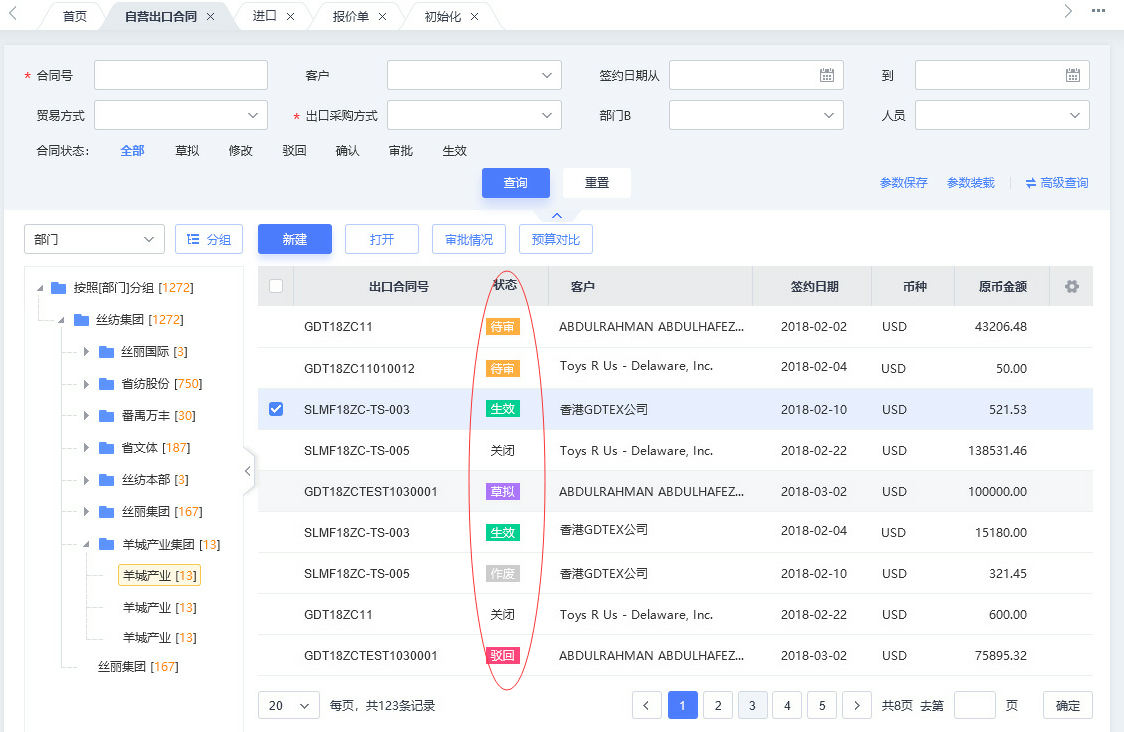 首页 自营出口合同 × 进口 × 报价单 × 初始化 ×
* 合同号 客户 签约日期从 到
贸易方式 * 出口采购方式 部门B 人员
合同状态: 全部 草拟 修改 驳回 确认 审批 生效
查询 重置 参数保存 参数装载 高级查询
部门 分组 新建 打开 审批情况 预算对比
按照[部门]分组 [1272]
丝纺集团 [1272]
丝丽国际 [3]
省纺股份 [750]
番禺万丰 [30]
省文体 [187]
丝纺本部 [3]
丝丽集团 [167]
羊城产业集团 [13]
羊城产业 [13]
羊城产业 [13]
羊城产业 [13]
丝丽集团 [167]
出口合同号 状态 客户 签约日期 币种 原币金额
GDT18ZC11 待审 ABDULRAHMAN ABDULHAFEZ... 2018-02-02 USD 43206.48
GDT18ZC11010012 待审 Toys R Us - Delaware, Inc. 2018-02-04 USD 50.00
SLMF18ZC-TS-003 生效 香港GDTEX公司 2018-02-10 USD 521.53
SLMF18ZC-TS-005 关闭 Toys R Us - Delaware, Inc. 2018-02-22 USD 138531.46
GDT18ZCTEST1030001 草拟 ABDULRAHMAN ABDULHAFEZ... 2018-03-02 USD 100000.00
SLMF18ZC-TS-003 生效 香港GDTEX公司 2018-02-04 USD 15180.00
SLMF18ZC-TS-005 作废 香港GDTEX公司 2018-02-10 USD 321.45
GDT18ZC11 关闭 Toys R Us - Delaware, Inc. 2018-02-22 USD 600.00
GDT18ZCTEST1030001 驳回 ABDULRAHMAN ABDULHAFEZ... 2018-03-02 USD 75895.32
20 每页，共123条记录 < 1 2 3 4 5 > 共8页 去第 页 确定